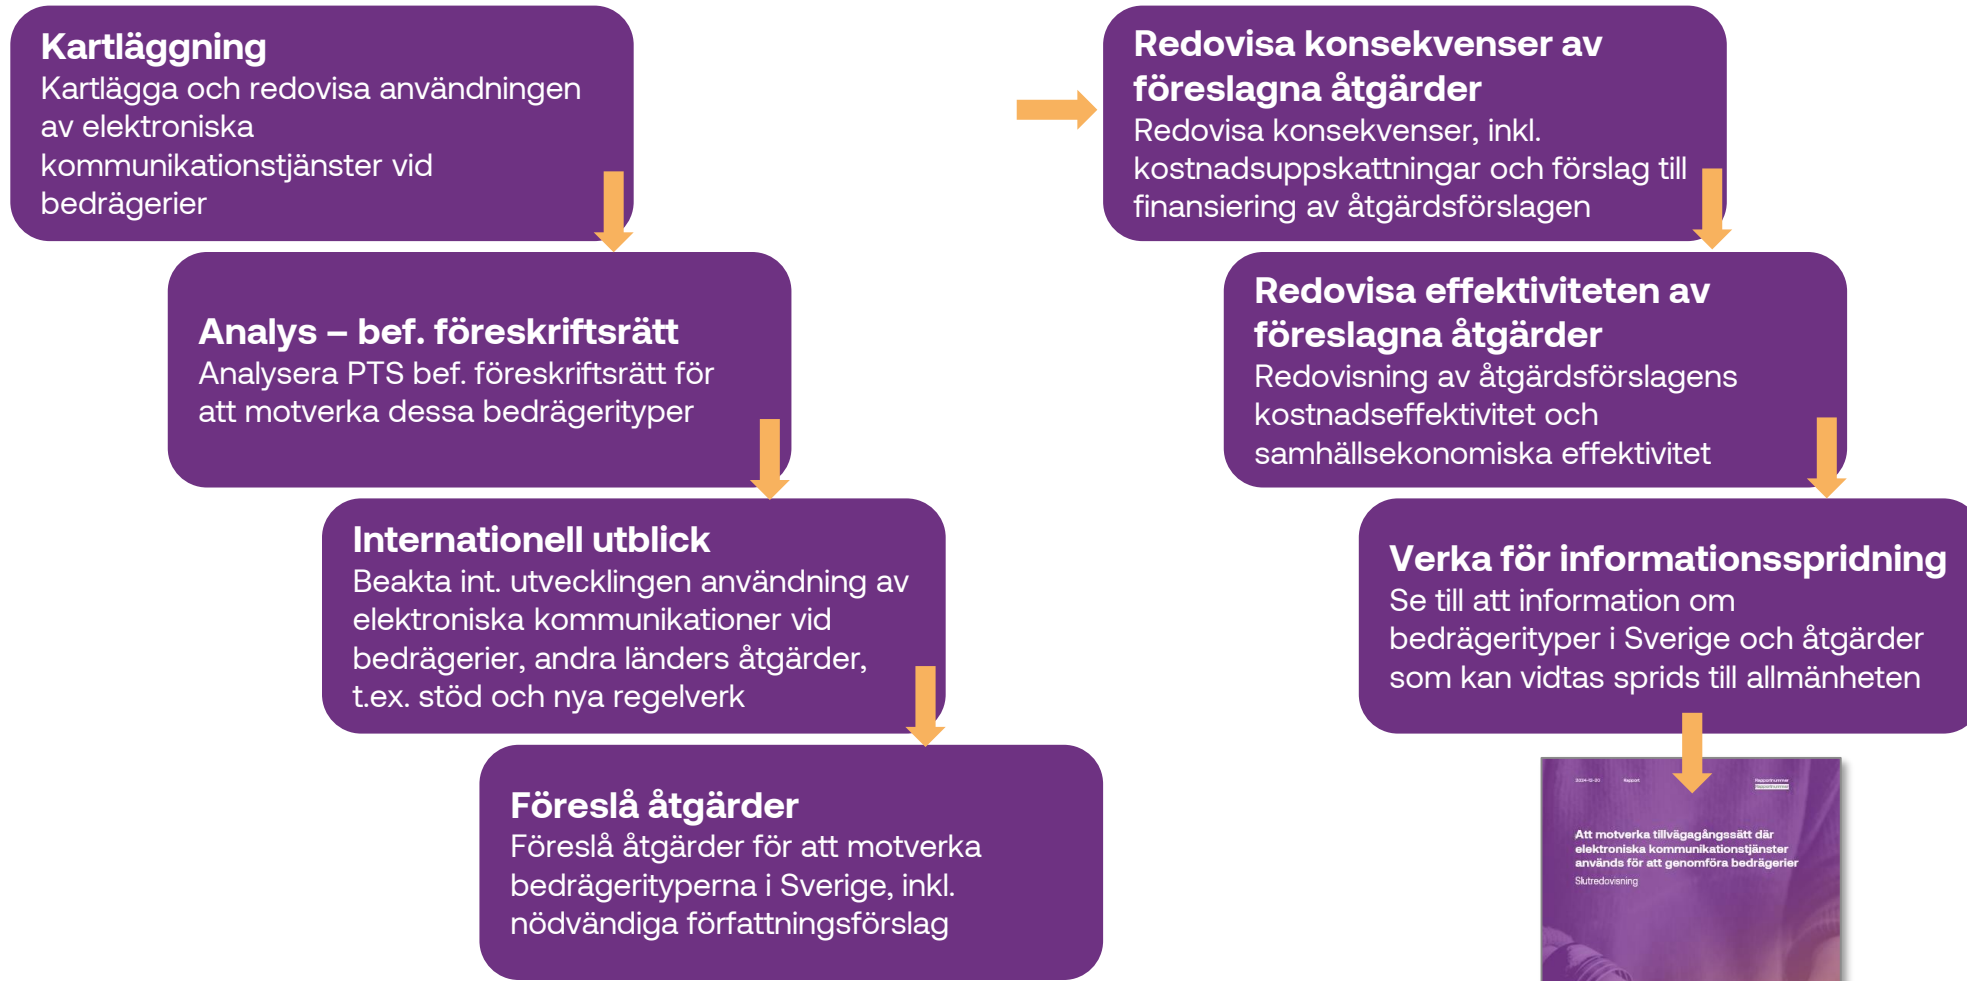 Kartläggning
Kartlägga och redovisa användningen
av elektroniska
kommunikationstjänster vid
bedrägerier
Analys – bef. föreskriftsrätt
Analysera PTS bef. föreskriftsrätt för
att motverka dessa bedrägerityper
Internationell utblick
Beakta int. utvecklingen användning av
elektroniska kommunikationer vid
bedrägerier, andra länders åtgärder,
t.ex. stöd och nya regelverk
Föreslå åtgärder
Föreslå åtgärder för att motverka
bedrägerityperna i Sverige, inkl.
nödvändiga författningsförslag
Redovisa konsekvenser av
föreslagna åtgärder
Redovisa konsekvenser, inkl.
kostnadsuppskattningar och förslag till
finansiering av åtgärdsförslagen
Redovisa effektiviteten av
föreslagna åtgärder
Redovisning av åtgärdsförslagens
kostnadseffektivitet och
samhällsekonomiska effektivitet
Verka för informationsspridning
Se till att information om
bedrägerityper i Sverige och åtgärder
som kan vidtas sprids till allmänheten
Rapport
Rapportnummer
Rapportnummer
Att motverka tillvägagångssätt där
elektroniska kommunikationstjänster
används för att genomföra bedrägerier
Slutredovisning